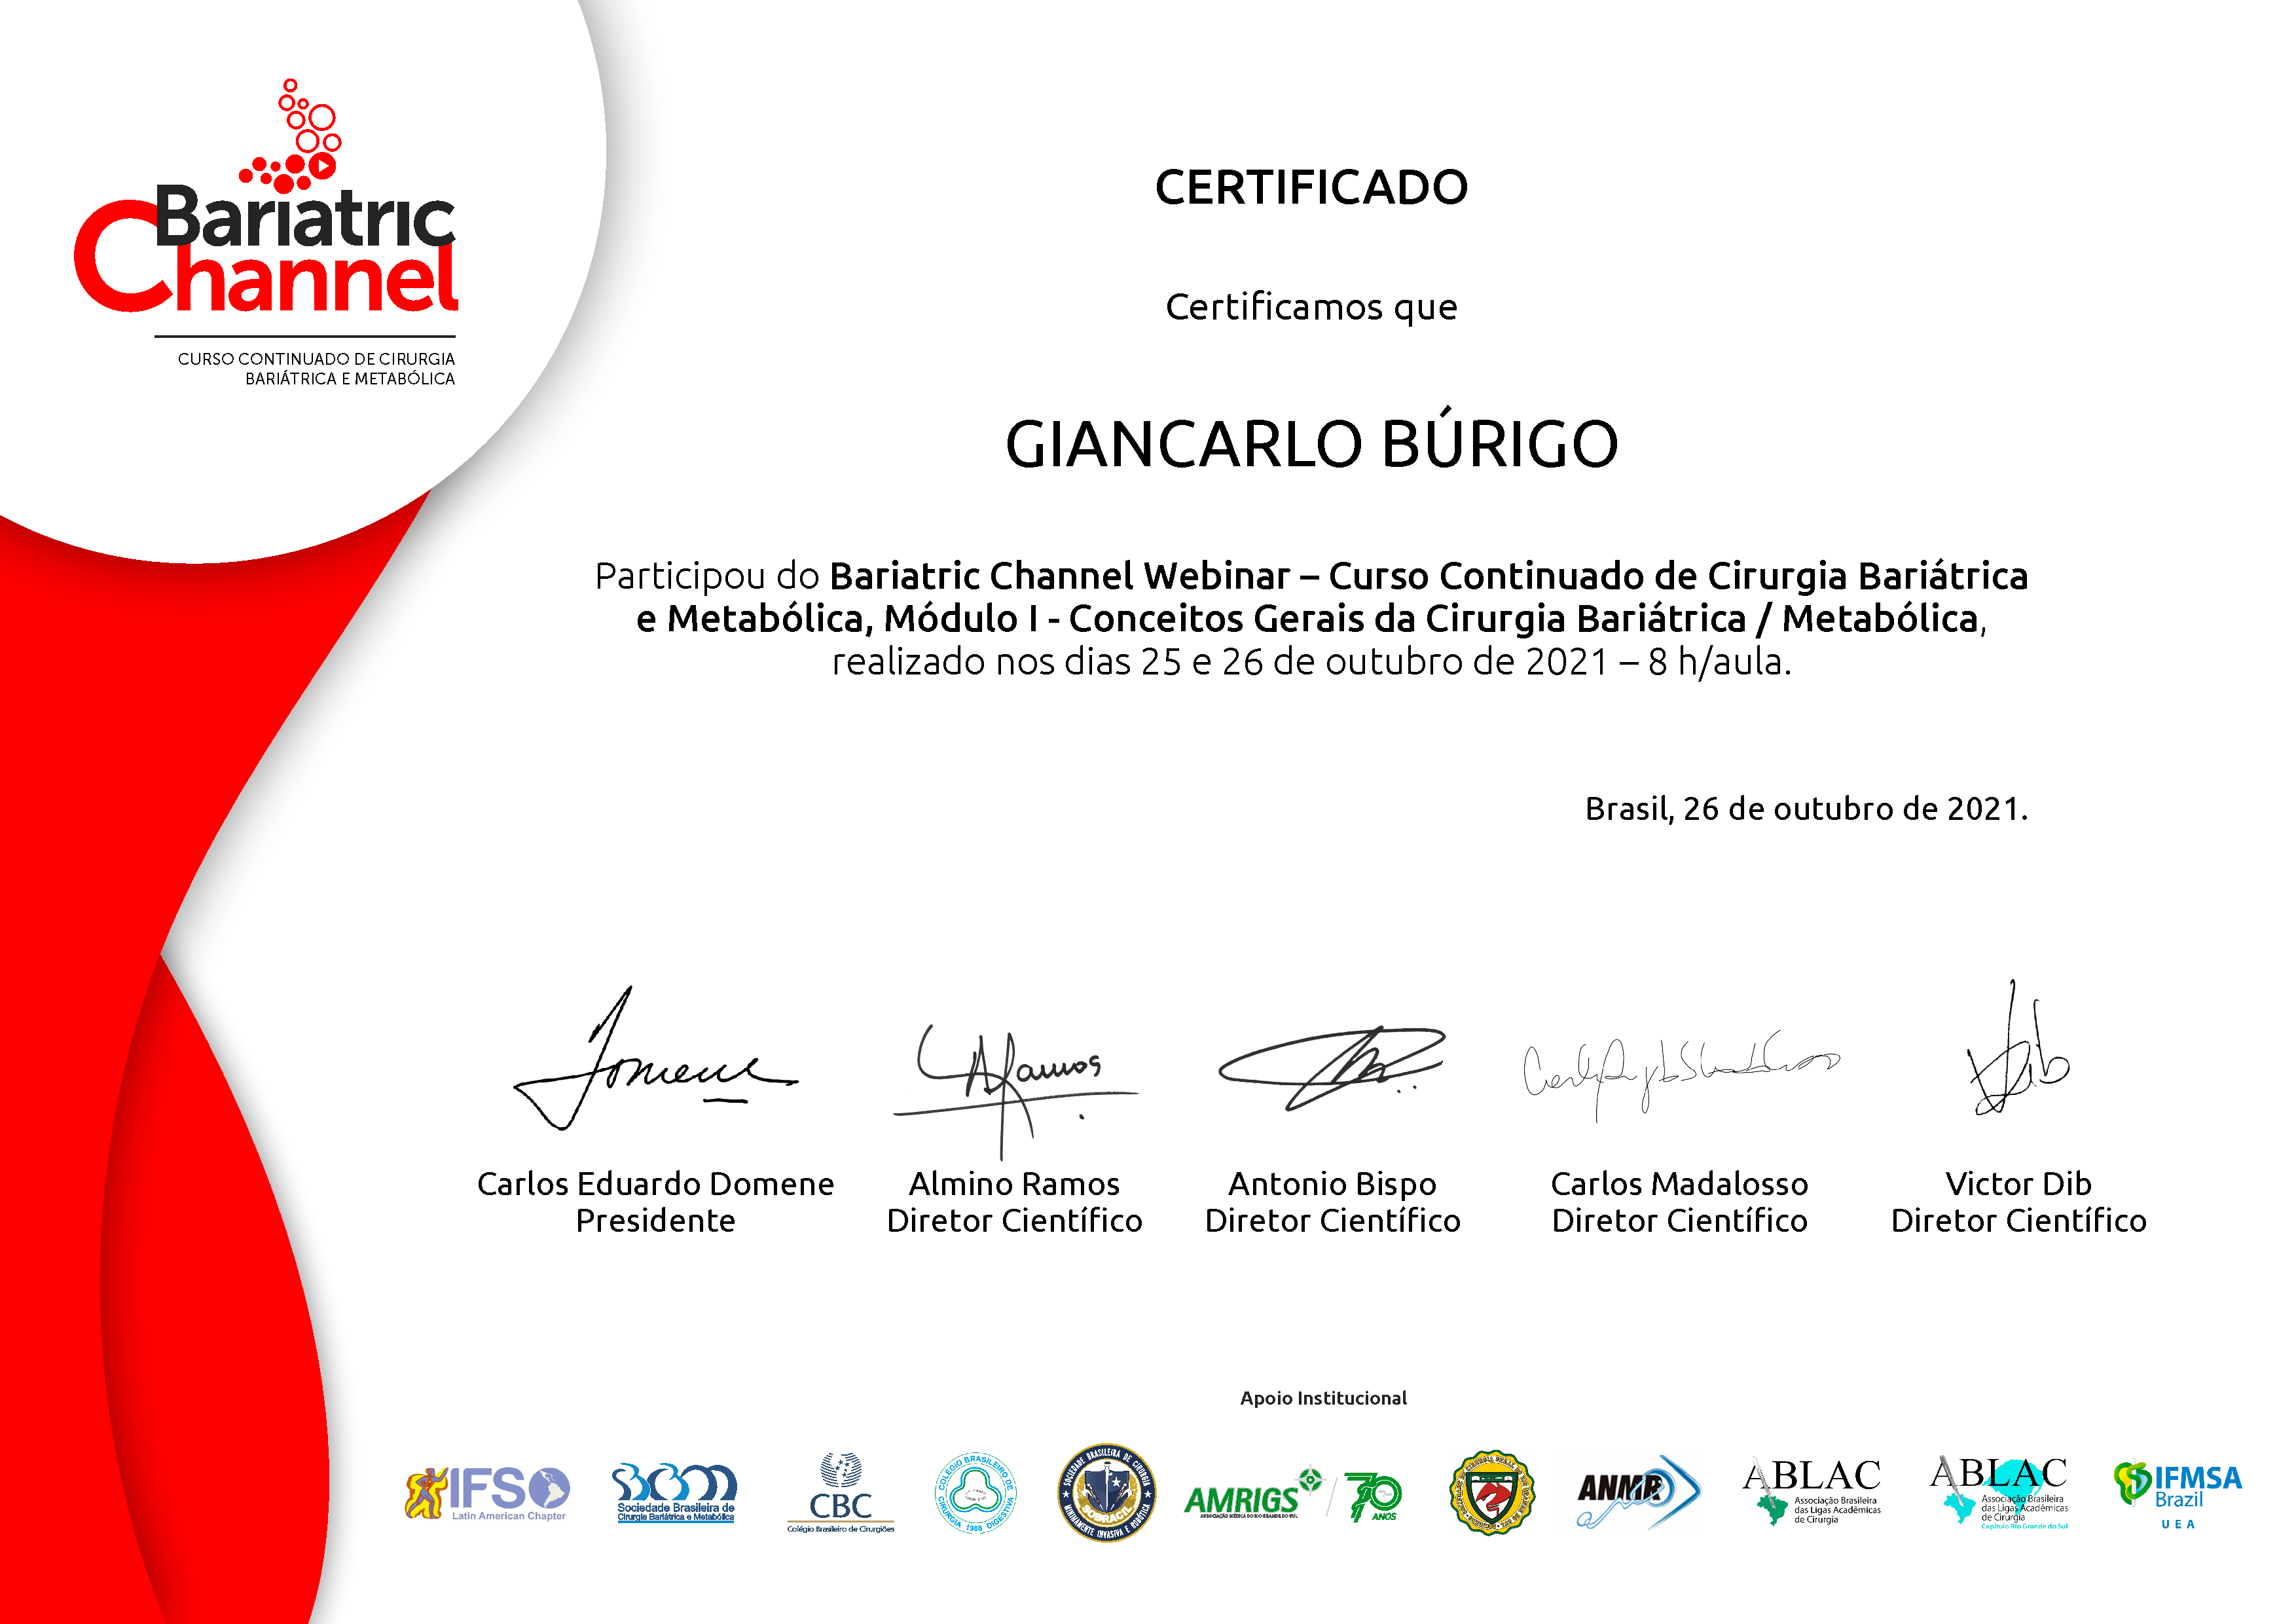 Bariatric
Channel
CURSO CONTINUADO DE CIRURGIA
BARIÁTRICA E METABÓLICA
CERTIFICADO
Certificamos que
GIANCARLO BÚRIGO
Participou do Bariatric Channel Webinar – Curso Continuado de Cirurgia Bariátrica
e Metabólica, Módulo I - Conceitos Gerais da Cirurgia Bariátrica / Metabólica,
realizado nos dias 25 e 26 de outubro de 2021 – 8 h/aula.
Brasil, 26 de outubro de 2021.
Carlos Eduardo Domene
Presidente
Almino Ramos
Diretor Científico
Antonio Bispo
Diretor Científico
Carlos Madalosso
Diretor Científico
Victor Dib
Diretor Científico
Apoio Institucional
IFSO
Latin American Chapter
SBCBM
Sociedade Brasileira de
Cirurgia Bariátrica e Metabólica
CBC
Colégio Brasileiro de Cirurgiões
COLÉGIO BRASILEIRO DE
CIRURGIA DIGESTIVA
1988
SOCIEDADE BRASILEIRA DE CIRURGIA
MINIMAMENTE INVASIVA E ROBÓTICA
SOBRACIL
AMRIGS
ASSOCIAÇÃO MÉDICA DO RIO GRANDE DO SUL
70
ANOS
ANMR
ABLAC
Associação Brasileira
das Ligas Acadêmicas
de Cirurgia
ABLAC
Associação Brasileira
das Ligas Acadêmicas
de Cirurgia
Capítulo Rio Grande do Sul
IFMSA
Brazil
UEA